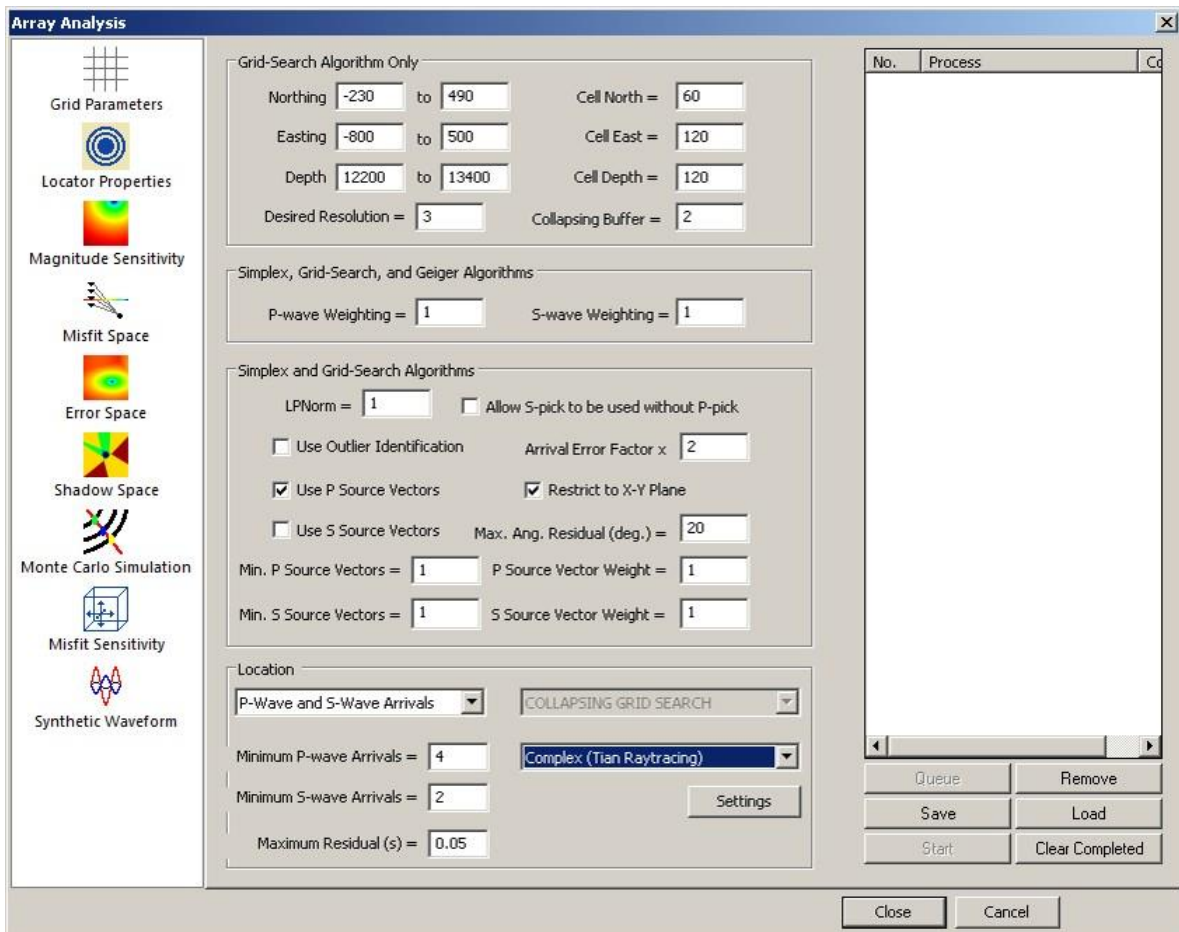 Array Analysis
Grid Parameters
Locator Properties
Magnitude Sensitivity
Misfit Space
Error Space
Shadow Space
Monte Carlo Simulation
Misfit Sensitivity
Synthetic Waveform
Grid-Search Algorithm Only
Northing -230 to 490 Cell North = 60
Easting -800 to 500 Cell East = 120
Depth 12200 to 13400 Cell Depth = 120
Desired Resolution = 3 Collapsing Buffer = 2
Simplex, Grid-Search, and Geiger Algorithms
P-wave Weighting = 1 S-wave Weighting = 1
Simplex and Grid-Search Algorithms
LPNorm = 1 Allow S-pick to be used without P-pick
Use Outlier Identification Arrival Error Factor x 2
Use P Source Vectors Restrict to X-Y Plane
Use S Source Vectors Max. Ang. Residual (deg.) = 20
Min. P Source Vectors = 1 P Source Vector Weight = 1
Min. S Source Vectors = 1 S Source Vector Weight = 1
Location
P-Wave and S-Wave Arrivals COLLAPSING GRID SEARCH
Minimum P-wave Arrivals = 4 Complex (Tian Raytracing)
Minimum S-wave Arrivals = 2 Settings
Maximum Residual (s) = 0.05
No. Process Co
Queue Remove
Save Load
Start Clear Completed
Close Cancel